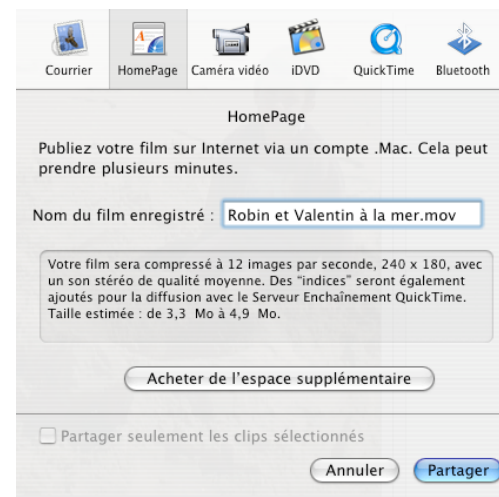 Courrier HomePage Caméra vidéo iDVD QuickTime Bluetooth
HomePage
Publiez votre film sur Internet via un compte .Mac. Cela peut
prendre plusieurs minutes.
Nom du film enregistré : Robin et Valentin à la mer.mov
Votre film sera compressé à 12 images par seconde, 240 x 180, avec
un son stéréo de qualité moyenne. Des “indices” seront également
ajoutés pour la diffusion avec le Serveur Enchaînement QuickTime.
Taille estimée : de 3,3 Mo à 4,9 Mo.
Acheter de l’espace supplémentaire
Partager seulement les clips sélectionnés
Annuler Partager